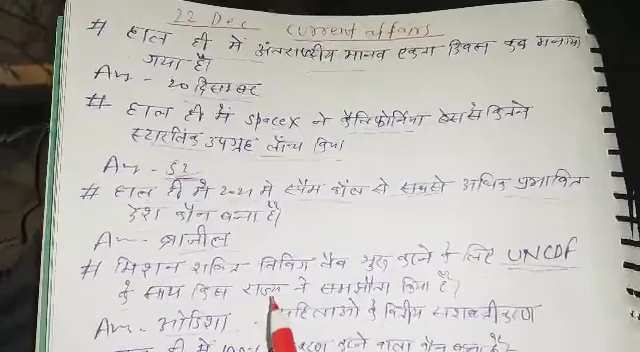 22 Dec Current affairs
# हाल ही में अंतराष्ट्रीय मानव एकता दिवस कब मनाया
गया है।
Ans - 20 दिसम्बर
# हाल ही में spacex ने कैलिफोर्निया बेस से कितने
स्टारलिंक उपग्रह लॉन्च किया
Ans - 52
# हाल ही में 2021 में स्पैम कॉल से सबसे अधिक प्रभावित
देश कौन बना है?
Ans - ब्राजील
# मिशन शक्ति लिविंग लैब शुरू करने के लिए UNCDF
के साथ किस राज्य ने समझौता किया है?
Ans - ओडिशा महिलाओ के वित्तीय सशक्तीकरण
हाल ही में करने वाला कौन बना है?